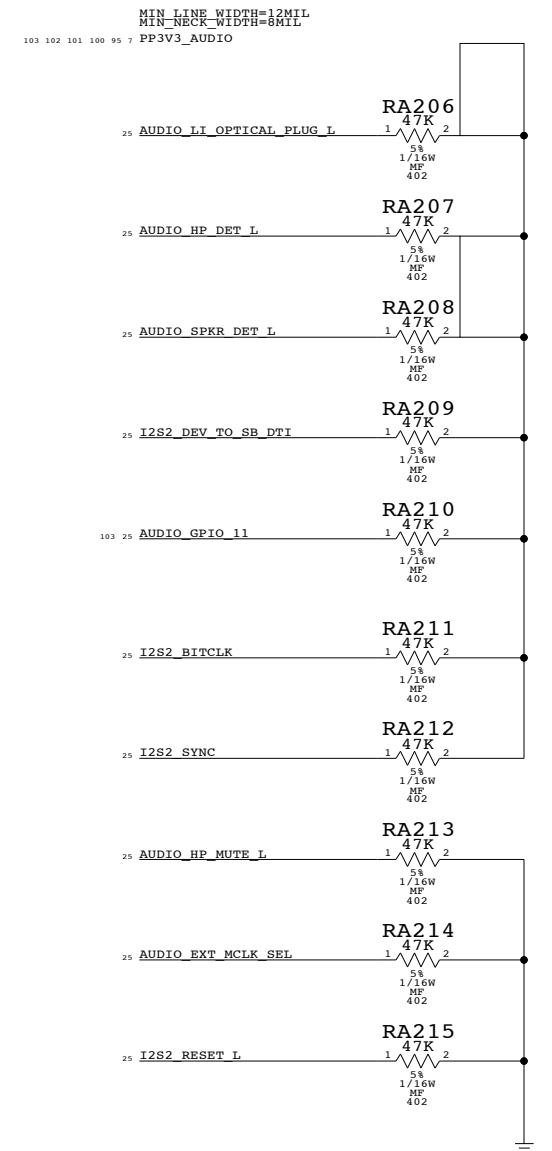 MIN_LINE_WIDTH=12MIL
MIN_NECK_WIDTH=8MIL
103 102 101 100 95 7 PP3V3_AUDIO
RA206
47K
25 AUDIO_LI_OPTICAL_PLUG_L 1 2
5%
1/16W
MF
402
RA207
47K
25 AUDIO_HP_DET_L 1 2
5%
1/16W
MF
402
RA208
47K
25 AUDIO_SPKR_DET_L 1 2
5%
1/16W
MF
402
RA209
47K
25 I2S2_DEV_TO_SB_DTI 1 2
5%
1/16W
MF
402
RA210
47K
103 25 AUDIO_GPIO_11 1 2
5%
1/16W
MF
402
RA211
47K
25 I2S2_BITCLK 1 2
5%
1/16W
MF
402
RA212
47K
25 I2S2_SYNC 1 2
5%
1/16W
MF
402
RA213
47K
25 AUDIO_HP_MUTE_L 1 2
5%
1/16W
MF
402
RA214
47K
25 AUDIO_EXT_MCLK_SEL 1 2
5%
1/16W
MF
402
RA215
47K
25 I2S2_RESET_L 1 2
5%
1/16W
MF
402